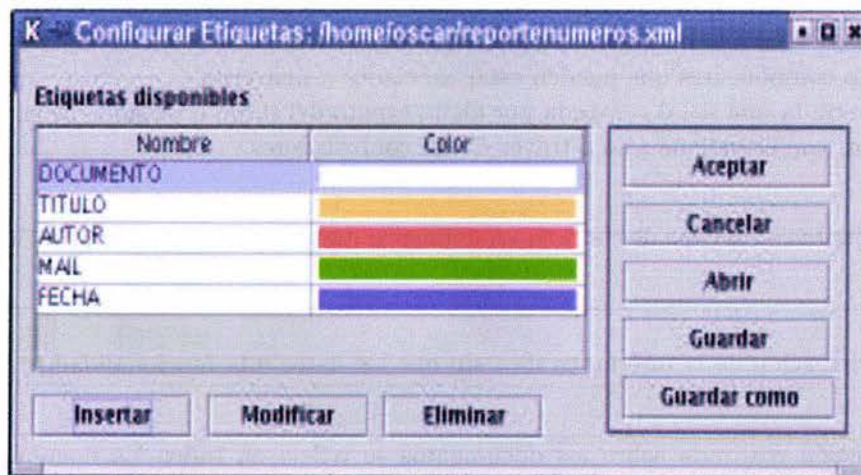 Configurar Etiquetas: /home/oscar/reportenumeros.xml
Etiquetas disponibles
Nombre Color
DOCUMENTO
TITULO
AUTOR
MAIL
FECHA
Aceptar
Cancelar
Abrir
Guardar
Guardar como
Insertar Modificar Eliminar